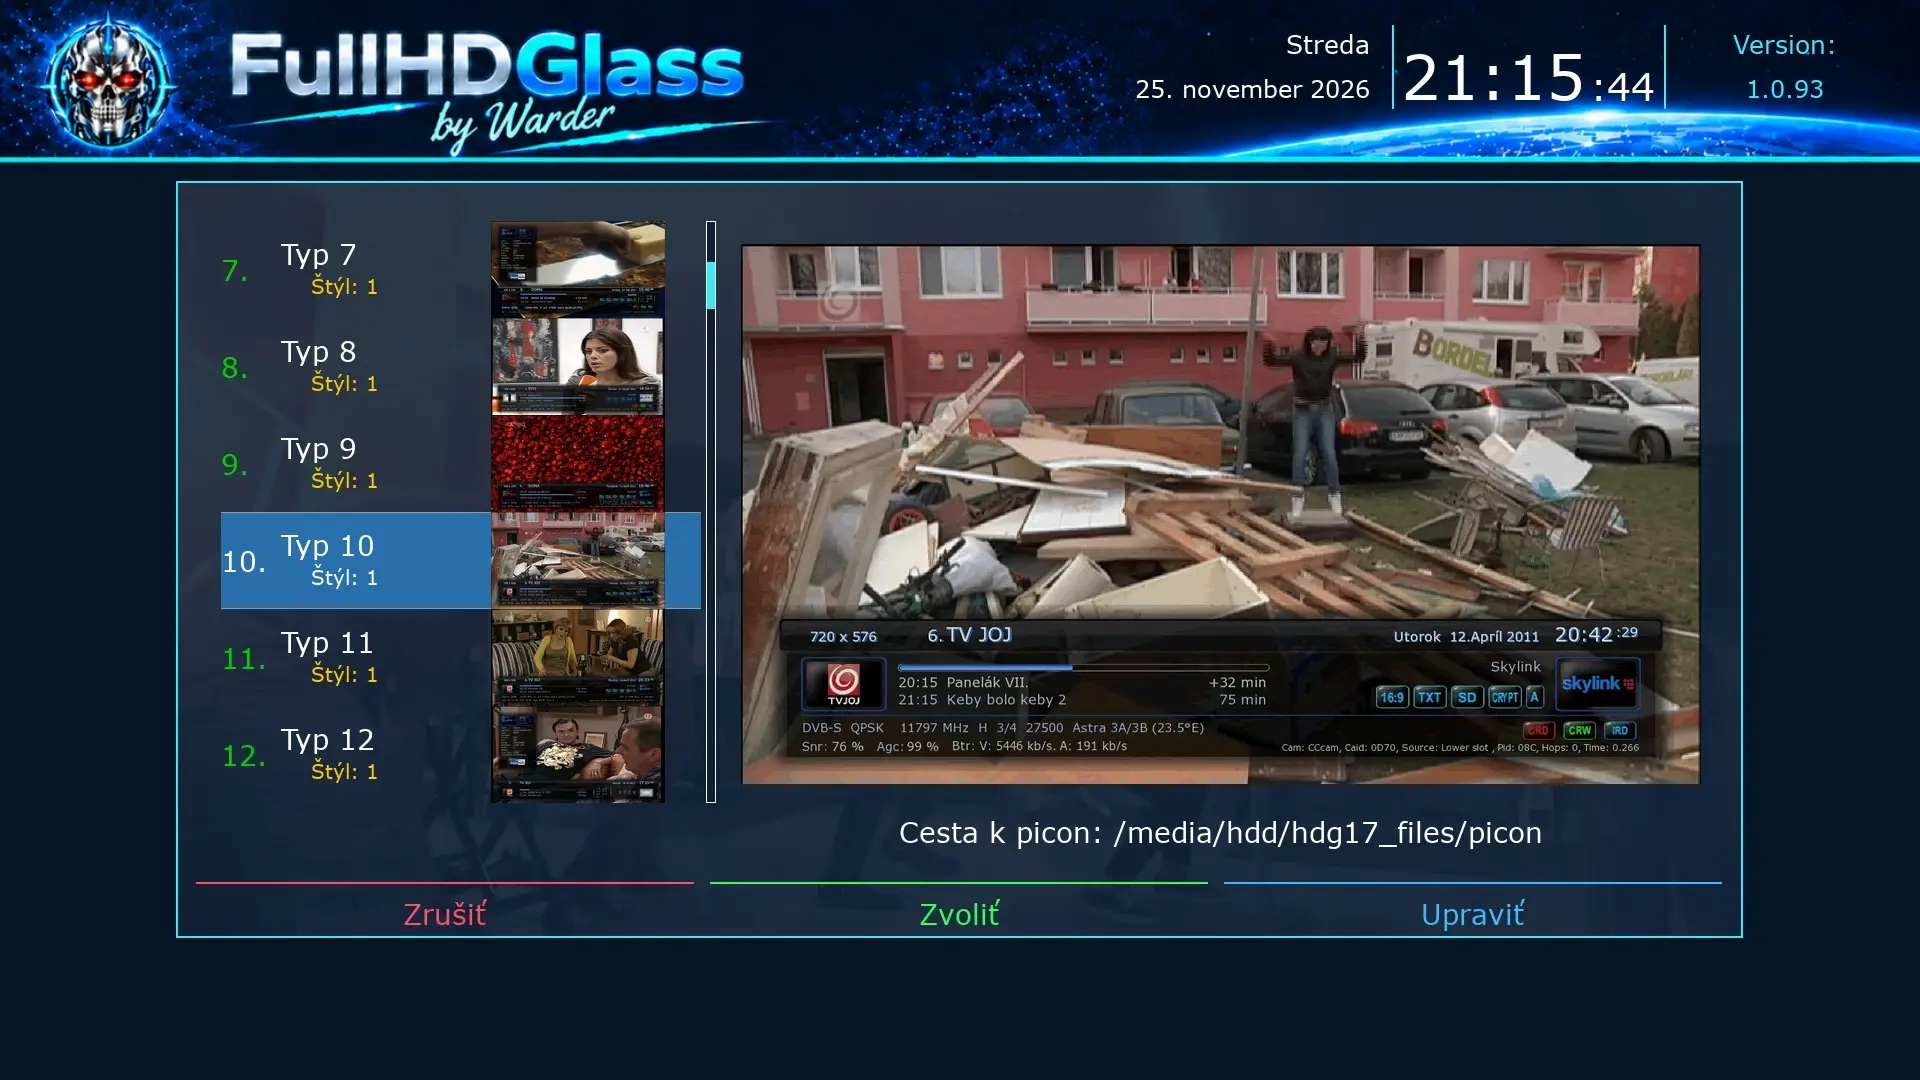 FullHDGlass
by Warder
Streda
25. november 2026
21:15:44
Version:
1.0.93
7.
Typ 7
Štýl: 1
8.
Typ 8
Štýl: 1
9.
Typ 9
Štýl: 1
10.
Typ 10
Štýl: 1
11.
Typ 11
Štýl: 1
12.
Typ 12
Štýl: 1
BORDEL
720 x 576
6. TV JOJ
Utorok 12.Apríl 2011 20:42:29
TVJOJ
20:15 Panelák VII. +32 min
21:15 Keby bolo keby 2 75 min
Skylink
16:9 TXT SD CRYPT A
skylink
DVB-S QPSK 11797 MHz H 3/4 27500 Astra 3A/3B (23.5°E)
CRD CRW IRD
Snr: 76 % Agc: 99 % Btr: V: 5446 kb/s. A: 191 kb/s
Cam: CCcam, Caid: 0D70, Source: Lower slot , Pid: 08C, Hops: 0, Time: 0.266
Cesta k picon: /media/hdd/hdg17_files/picon
Zrušiť
Zvoliť
Upraviť